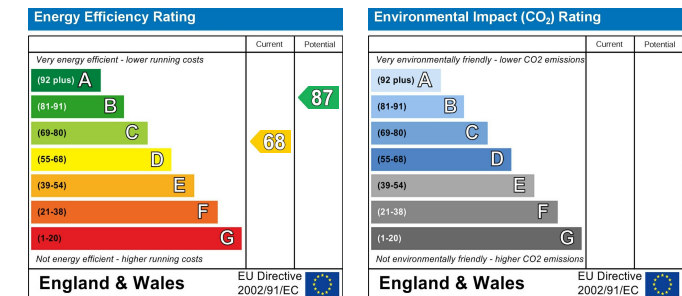 Energy Efficiency Rating
Current Potential
Very energy efficient - lower running costs
(92 plus) A
(81-91) B
(69-80) C
(55-68) D
(39-54) E
(21-38) F
(1-20) G
68
87
Not energy efficient - higher running costs
England & Wales
EU Directive
2002/91/EC
Environmental Impact (CO₂) Rating
Current Potential
Very environmentally friendly - lower CO2 emissions
(92 plus) A
(81-91) B
(69-80) C
(55-68) D
(39-54) E
(21-38) F
(1-20) G
Not environmentally friendly - higher CO2 emissions
England & Wales
EU Directive
2002/91/EC